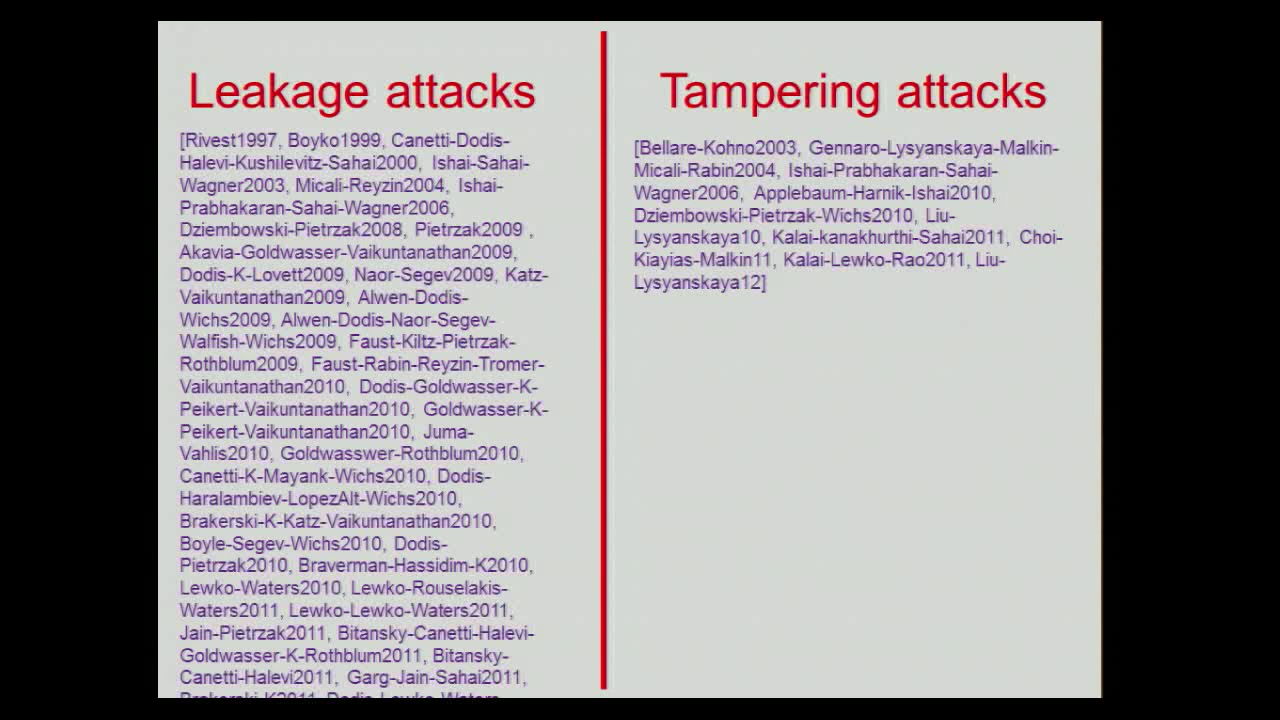 Leakage attacks
[Rivest1997, Boyko1999, Canetti-Dodis-
Halevi-Kushilevitz-Sahai2000, Ishai-Sahai-
Wagner2003, Micali-Reyzin2004, Ishai-
Prabhakaran-Sahai-Wagner2006,
Dziembowski-Pietrzak2008, Pietrzak2009 ,
Akavia-Goldwasser-Vaikuntanathan2009,
Dodis-K-Lovett2009, Naor-Segev2009, Katz-
Vaikuntanathan2009, Alwen-Dodis-
Wichs2009, Alwen-Dodis-Naor-Segev-
Walfish-Wichs2009, Faust-Kiltz-Pietrzak-
Rothblum2009, Faust-Rabin-Reyzin-Tromer-
Vaikuntanathan2010, Dodis-Goldwasser-K-
Peikert-Vaikuntanathan2010, Goldwasser-K-
Peikert-Vaikuntanathan2010, Juma-
Vahlis2010, Goldwasswer-Rothblum2010,
Canetti-K-Mayank-Wichs2010, Dodis-
Haralambiev-LopezAlt-Wichs2010,
Brakerski-K-Katz-Vaikuntanathan2010,
Boyle-Segev-Wichs2010, Dodis-
Pietrzak2010, Braverman-Hassidim-K2010,
Lewko-Waters2010, Lewko-Rouselakis-
Waters2011, Lewko-Lewko-Waters2011,
Jain-Pietrzak2011, Bitansky-Canetti-Halevi-
Goldwasser-K-Rothblum2011, Bitansky-
Canetti-Halevi2011, Garg-Jain-Sahai2011,
Brakerski-K2011, Dodis-Lewko-Waters-
Tampering attacks
[Bellare-Kohno2003, Gennaro-Lysyanskaya-Malkin-
Micali-Rabin2004, Ishai-Prabhakaran-Sahai-
Wagner2006, Applebaum-Harnik-Ishai2010,
Dziembowski-Pietrzak-Wichs2010, Liu-
Lysyanskaya10, Kalai-kanakhurthi-Sahai2011, Choi-
Kiayias-Malkin11, Kalai-Lewko-Rao2011, Liu-
Lysyanskaya12]